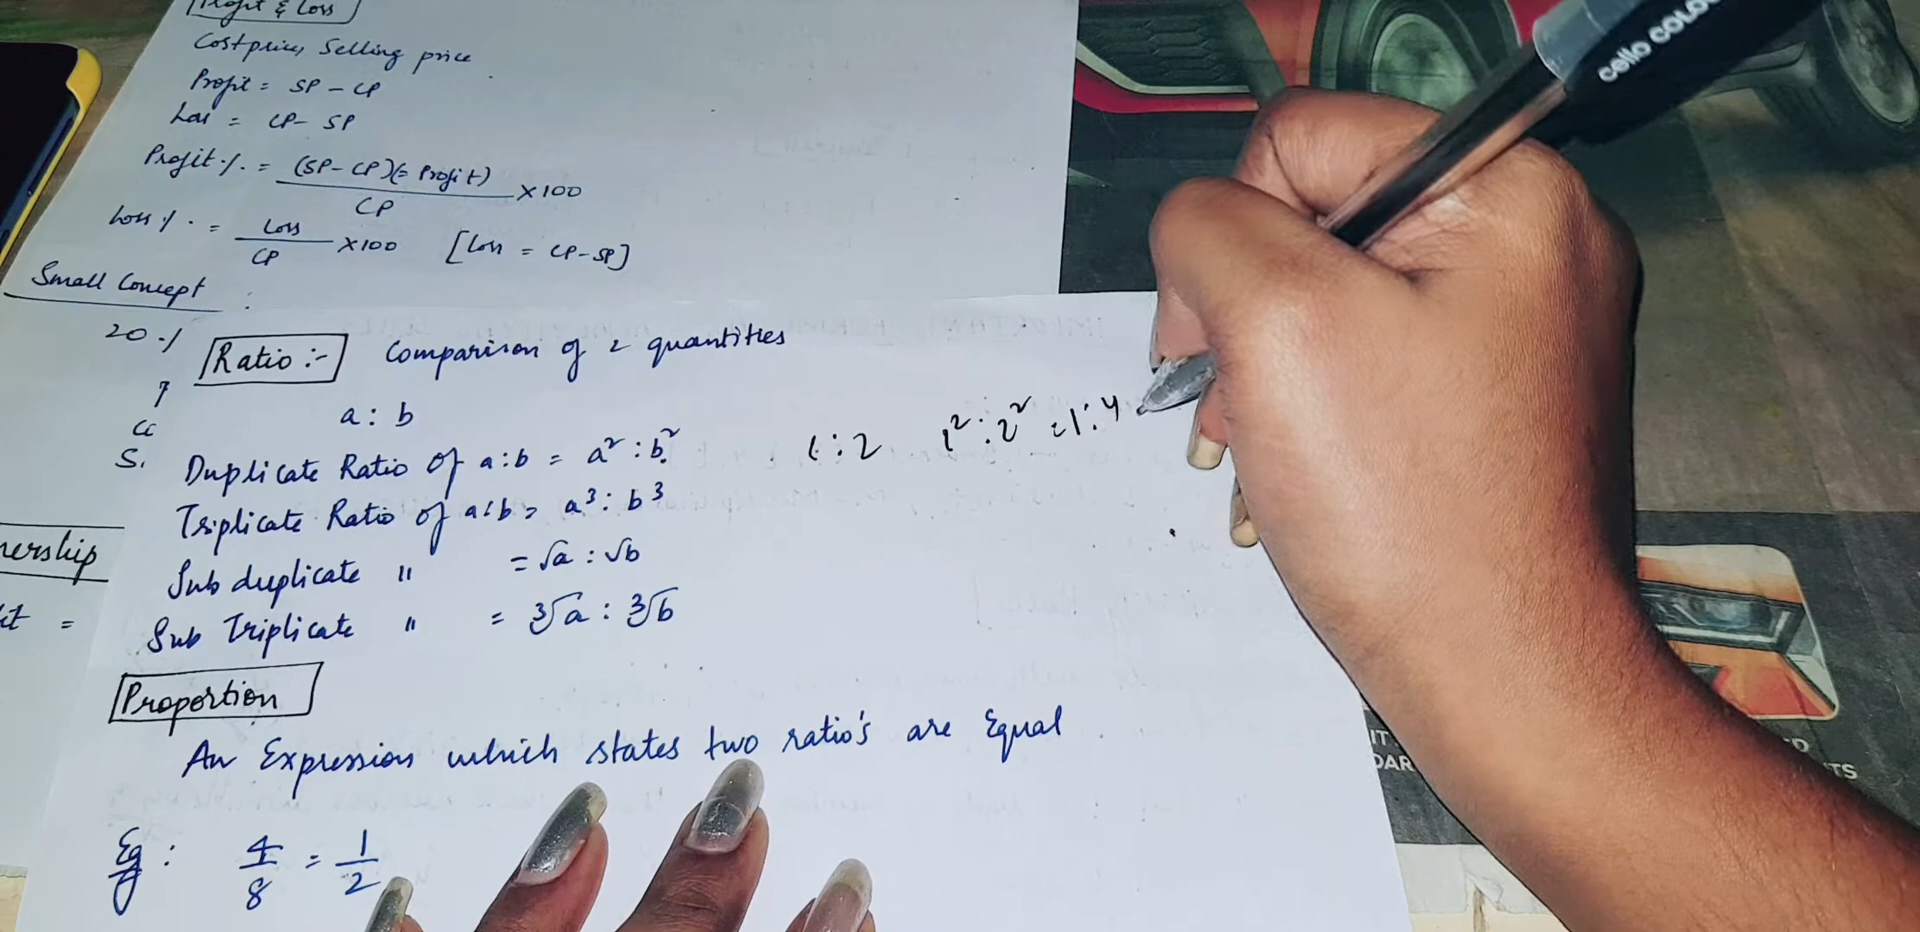 Profit & Loss
Cost price, Selling price
Profit = SP - CP
Loss = CP - SP
Profit % = (SP - CP)(= Profit) / CP × 100
Loss % = Loss / CP × 100 [Loss = CP - SP]
Small Concept :
20 %
Ratio :- Comparison of 2 quantities
a : b
Duplicate Ratio of a:b = a² : b²
1 : 2 1² : 2² = 1 : 4
Triplicate Ratio of a:b = a³ : b³
Sub duplicate " = √a : √b
Sub Triplicate " = ∛a : ∛b
nership
it =
Proportion
An Expression which states two ratio's are Equal
Eg : 4/8 = 1/2
cello